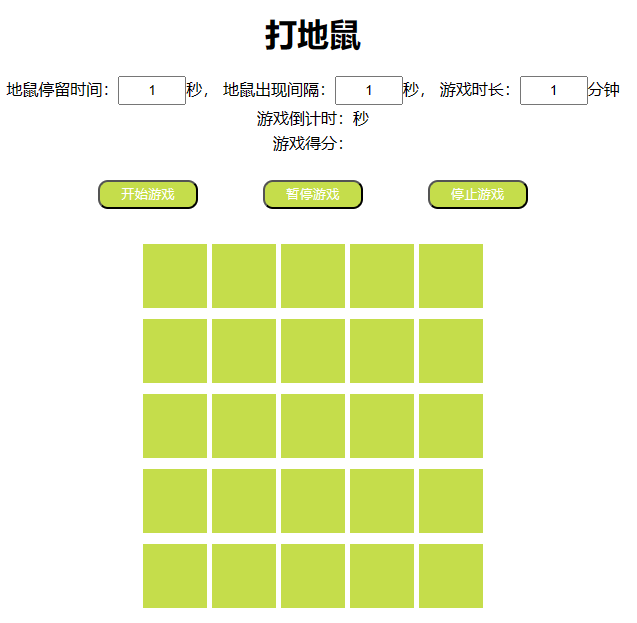 打地鼠
地鼠停留时间：1秒， 地鼠出现间隔：1秒， 游戏时长：1分钟
游戏倒计时：秒
游戏得分：
开始游戏 暂停游戏 停止游戏